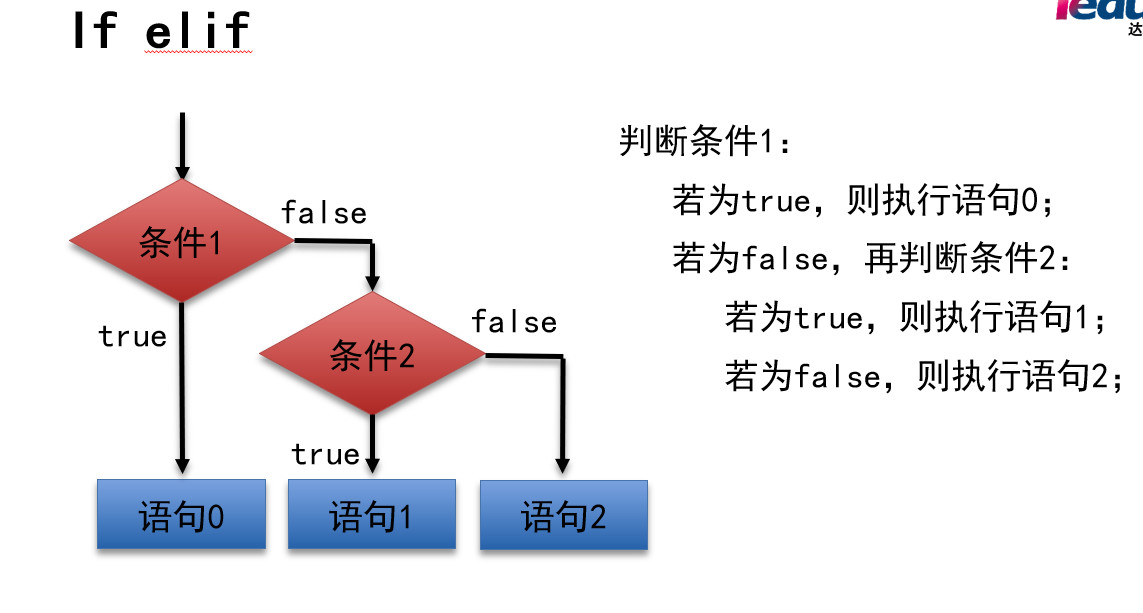 If elif
达
判断条件1:
若为true，则执行语句0;
若为false，再判断条件2:
若为true，则执行语句1;
若为false，则执行语句2;
条件1
false
true
条件2
false
true
语句0
语句1
语句2